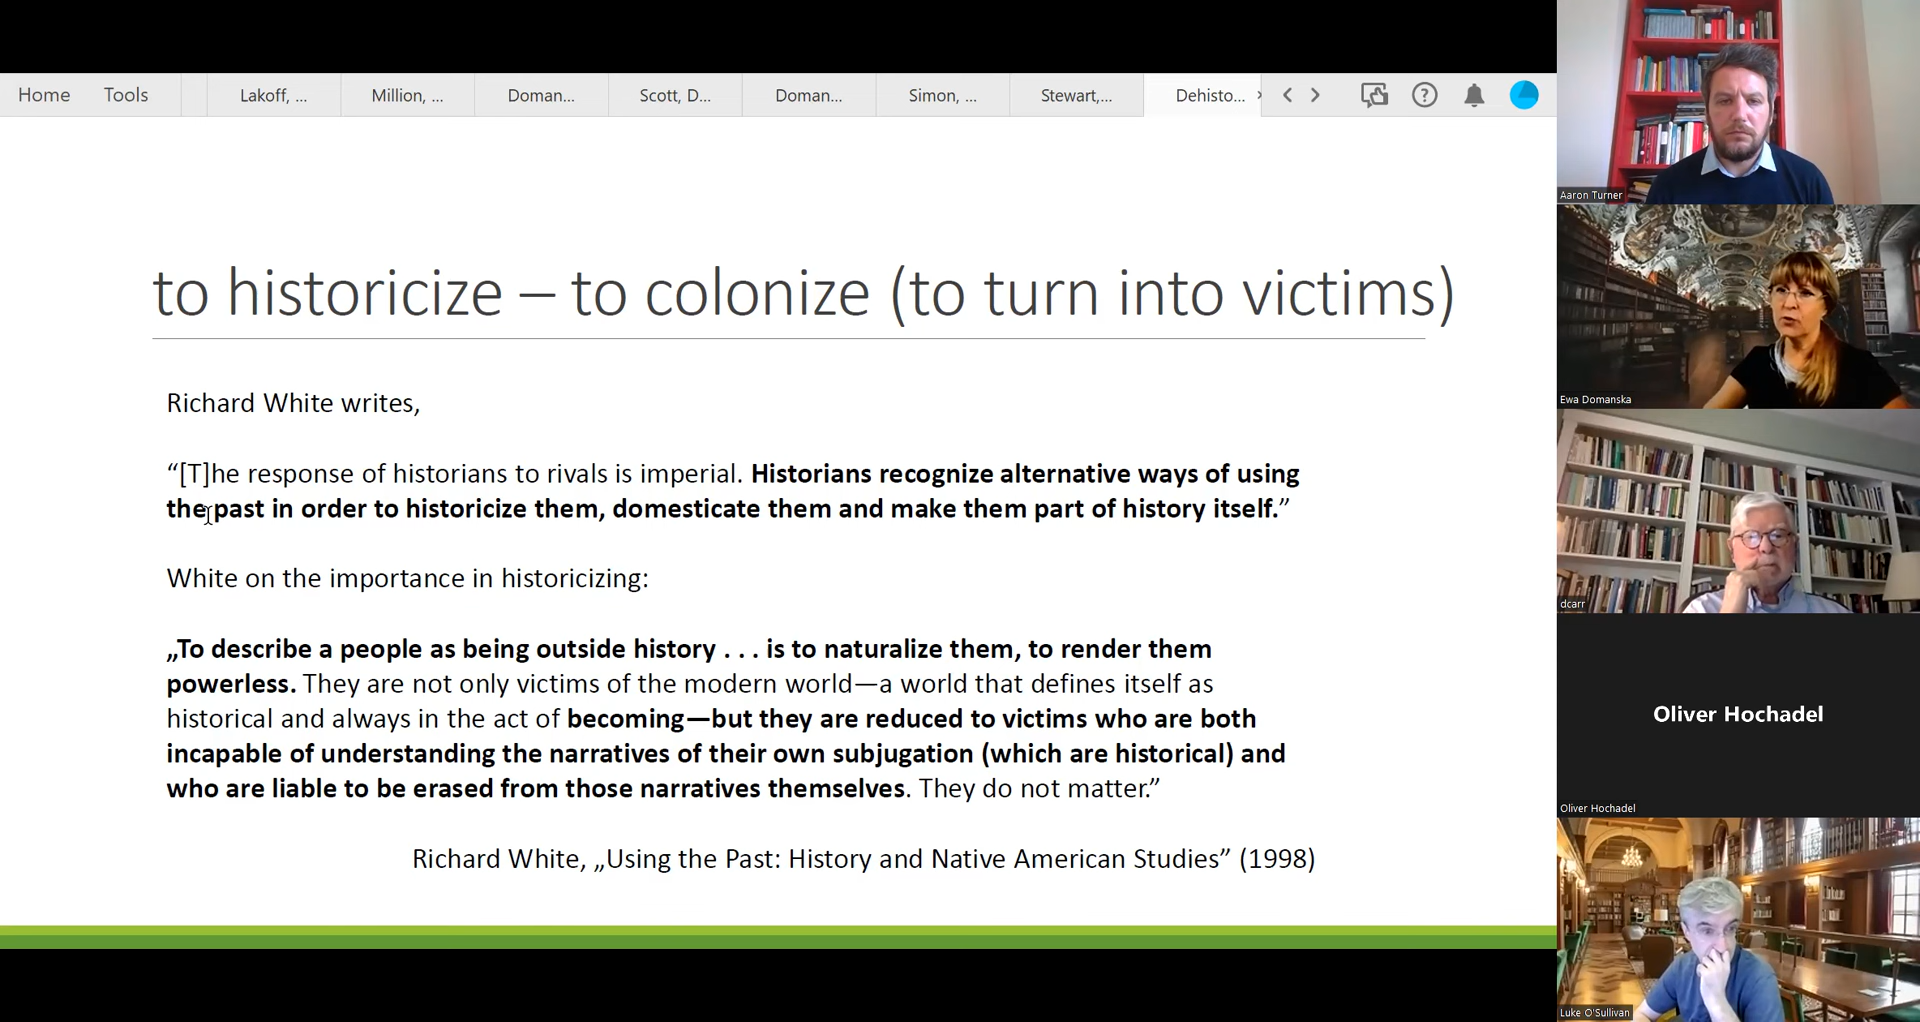 Home Tools Lakoff, ... Million, ... Doman... Scott, D... Doman... Simon, ... Stewart,... Dehisto...
to historicize – to colonize (to turn into victims)
Richard White writes,
“[T]he response of historians to rivals is imperial. Historians recognize alternative ways of using
the past in order to historicize them, domesticate them and make them part of history itself.”
White on the importance in historicizing:
„To describe a people as being outside history . . . is to naturalize them, to render them
powerless. They are not only victims of the modern world—a world that defines itself as
historical and always in the act of becoming—but they are reduced to victims who are both
incapable of understanding the narratives of their own subjugation (which are historical) and
who are liable to be erased from those narratives themselves. They do not matter.”
Richard White, „Using the Past: History and Native American Studies” (1998)
Aaron Turner
Ewa Domanska
dcarr
Oliver Hochadel
Oliver Hochadel
Luke O'Sullivan